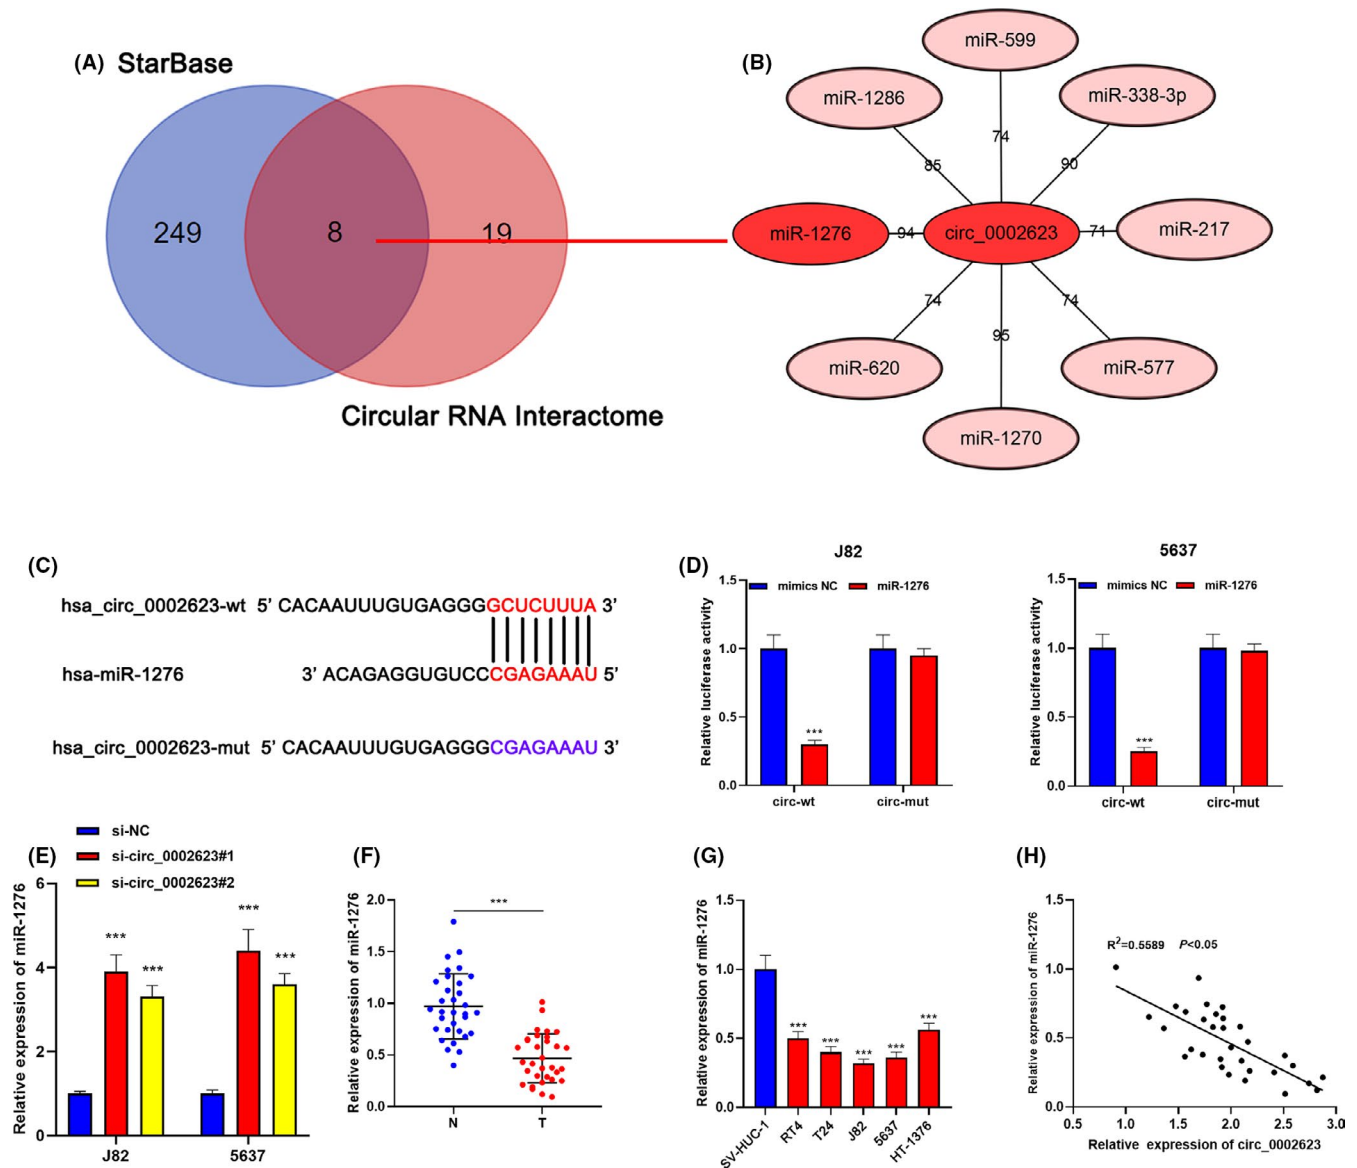 (A) StarBase
249
8
19
Circular RNA Interactome
(B)
miR-599
miR-1286
miR-338-3p
74
85
90
miR-1276
94
circ_0002623
71
miR-217
74
95
74
miR-620
miR-577
miR-1270
(C)
hsa_circ_0002623-wt 5’ CACAAUUUGUGAGGGGCUCUUUA 3’
hsa-miR-1276 3’ ACAGAGGUGUCCCGAGAAAU 5’
hsa_circ_0002623-mut 5’ CACAAUUUGUGAGGGCGAGAAAU 3’
(D)
J82
Relative luciferase activity
1.5
1.0
0.5
0.0
mimics NC
miR-1276
***
circ-wt
circ-mut
5637
Relative luciferase activity
1.5
1.0
0.5
0.0
mimics NC
miR-1276
***
circ-wt
circ-mut
(E)
si-NC
si-circ_0002623#1
si-circ_0002623#2
Relative expression of miR-1276
6
4
2
0
***
***
***
***
J82
5637
(F)
Relative expression of miR-1276
2.0
1.5
1.0
0.5
0.0
***
N
T
(G)
Relative expression of miR-1276
1.5
1.0
0.5
0.0
***
***
***
***
***
SV-HUC-1
RT4
T24
J82
5637
HT-1376
(H)
Relative expression of miR-1276
1.5
1.0
0.5
0.0
R2=0.5589 P<0.05
0.5
1.0
1.5
2.0
2.5
3.0
Relative expression of circ_0002623